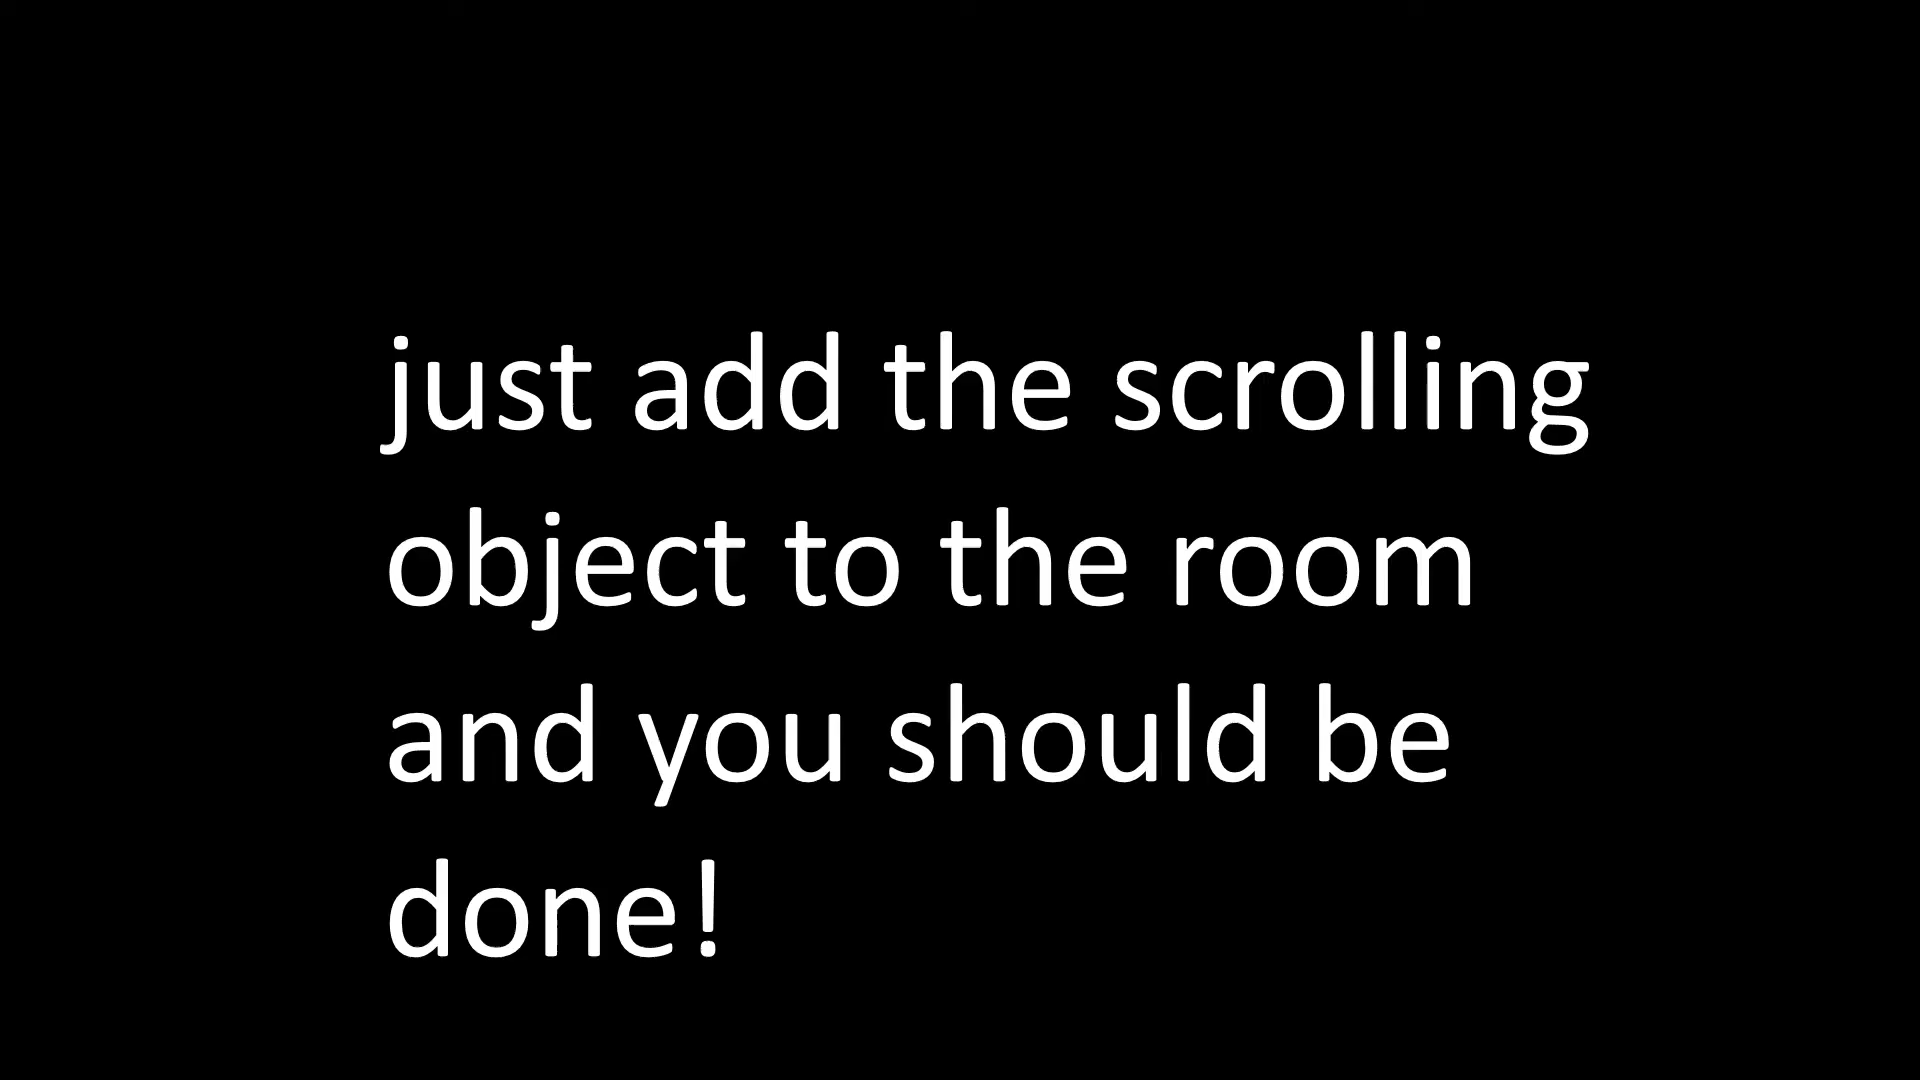 just add the scrolling
object to the room
and you should be
done!